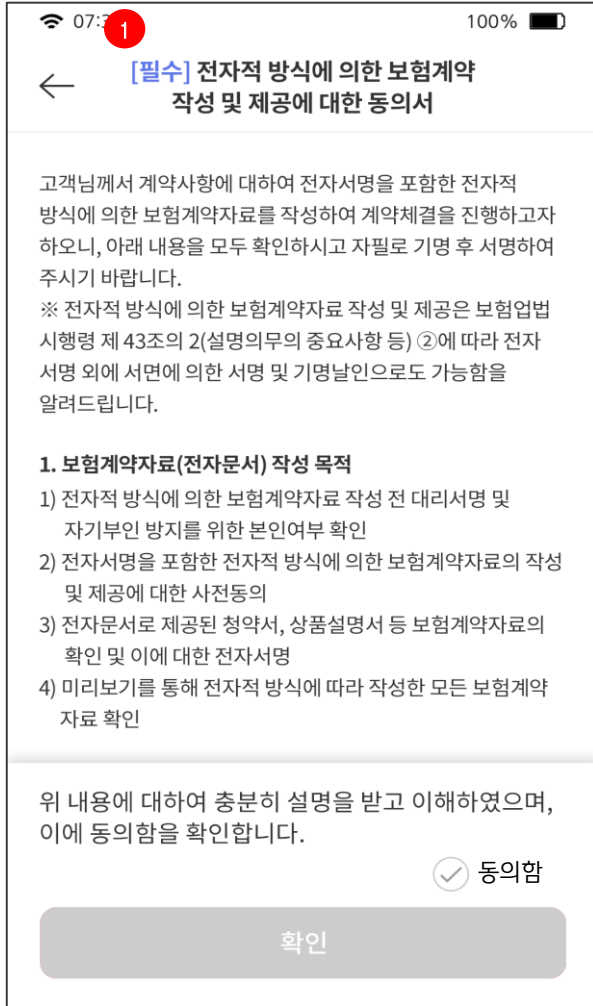 07:3
1
100%
[필수] 전자적 방식에 의한 보험계약
작성 및 제공에 대한 동의서
고객님께서 계약사항에 대하여 전자서명을 포함한 전자적
방식에 의한 보험계약자료를 작성하여 계약체결을 진행하고자
하오니, 아래 내용을 모두 확인하시고 자필로 기명 후 서명하여
주시기 바랍니다.
※ 전자적 방식에 의한 보험계약자료 작성 및 제공은 보험업법
시행령 제 43조의 2(설명의무의 중요사항 등) ②에 따라 전자
서명 외에 서면에 의한 서명 및 기명날인으로도 가능함을
알려드립니다.
1. 보험계약자료(전자문서) 작성 목적
1) 전자적 방식에 의한 보험계약자료 작성 전 대리서명 및
자기부인 방지를 위한 본인여부 확인
2) 전자서명을 포함한 전자적 방식에 의한 보험계약자료의 작성
및 제공에 대한 사전동의
3) 전자문서로 제공된 청약서, 상품설명서 등 보험계약자료의
확인 및 이에 대한 전자서명
4) 미리보기를 통해 전자적 방식에 따라 작성한 모든 보험계약
자료 확인
위 내용에 대하여 충분히 설명을 받고 이해하였으며,
이에 동의함을 확인합니다.
동의함
확인